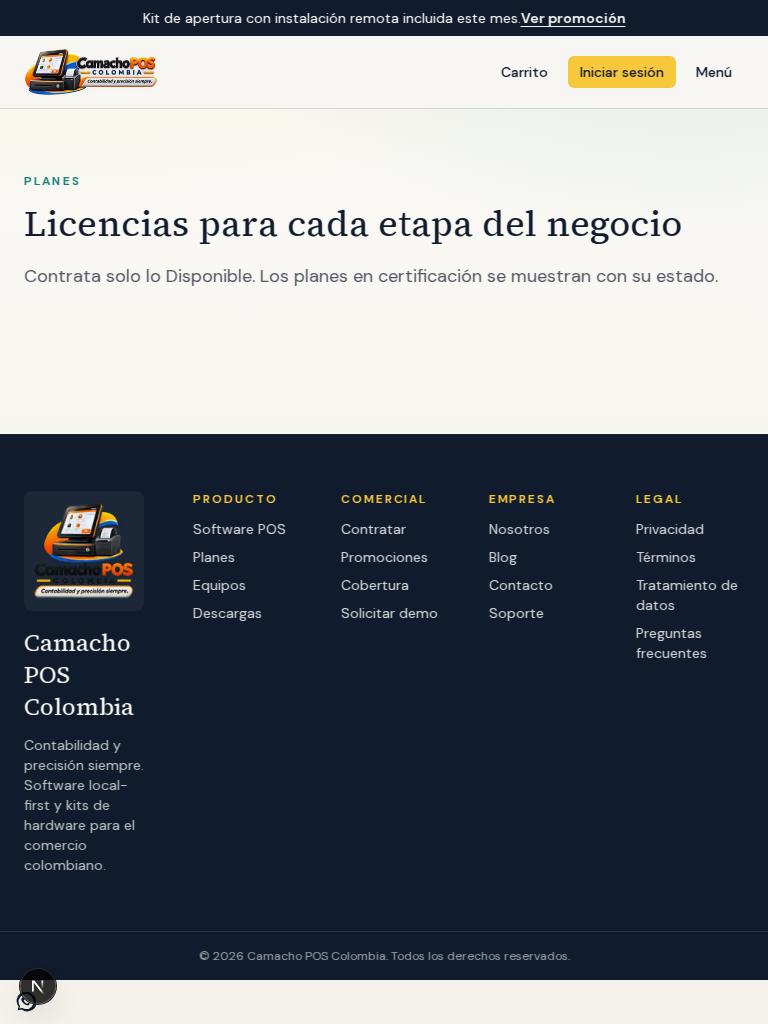 Kit de apertura con instalación remota incluida este mes.Ver promoción
CamachoPOS
COLOMBIA
Contabilidad y precisión siempre.
Carrito
Iniciar sesión
Menú
PLANES
Licencias para cada etapa del negocio
Contrata solo lo Disponible. Los planes en certificación se muestran con su estado.
CamachoPOS
COLOMBIA
Contabilidad y precisión siempre.
Camacho
POS
Colombia
Contabilidad y
precisión siempre.
Software local-
first y kits de
hardware para el
comercio
colombiano.
PRODUCTO
Software POS
Planes
Equipos
Descargas
COMERCIAL
Contratar
Promociones
Cobertura
Solicitar demo
EMPRESA
Nosotros
Blog
Contacto
Soporte
LEGAL
Privacidad
Términos
Tratamiento de
datos
Preguntas
frecuentes
© 2026 Camacho POS Colombia. Todos los derechos reservados.
N